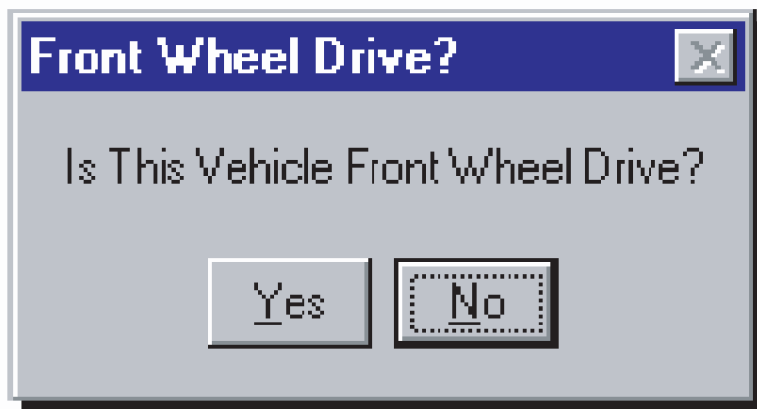 Front Wheel Drive?
Is This Vehicle Front Wheel Drive?
Yes No